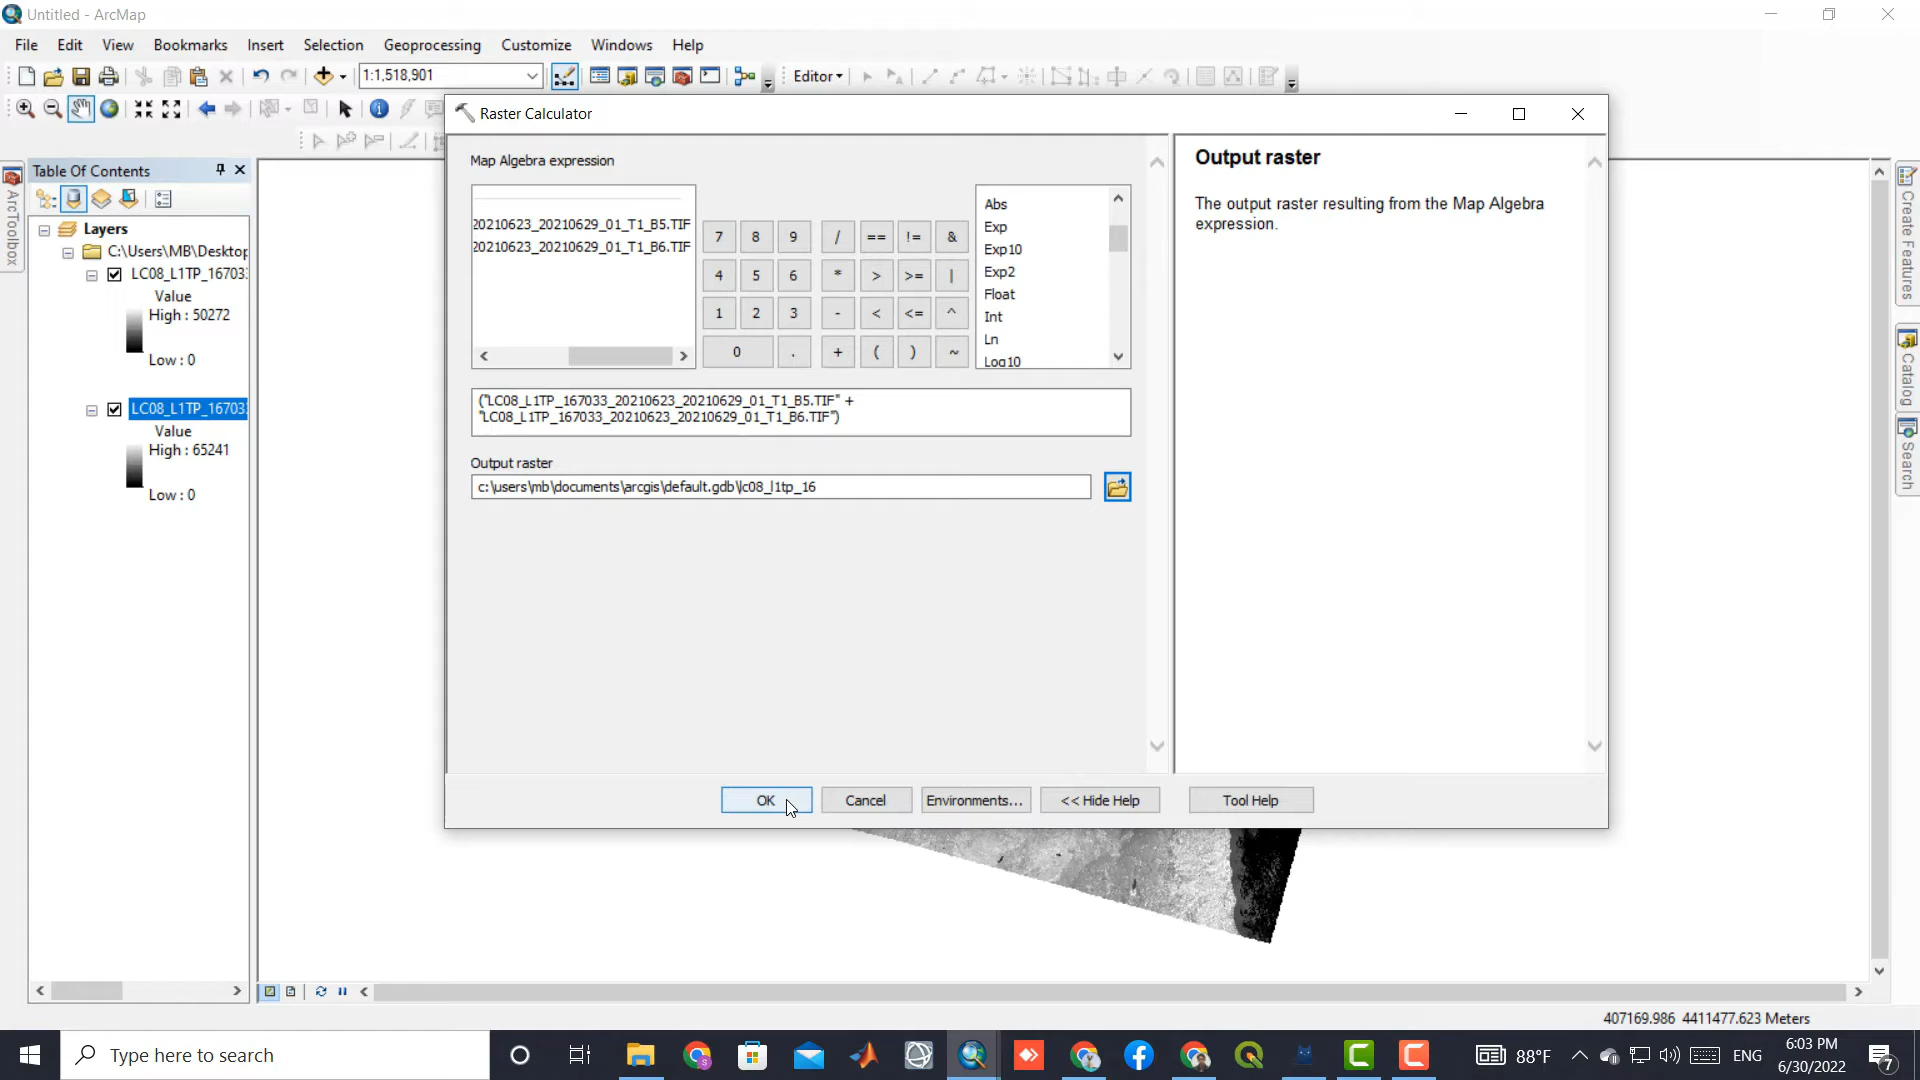 Untitled - ArcMap
File Edit View Bookmarks Insert Selection Geoprocessing Customize Windows Help
1:1,518,901
Editor
Raster Calculator
Table Of Contents
ArcToolbox
Layers
C:\Users\MB\Desktop
LC08_L1TP_16703
Value
High : 50272
Low : 0
LC08_L1TP_16703
Value
High : 65241
Low : 0
Map Algebra expression
20210623_20210629_01_T1_B5.TIF
20210623_20210629_01_T1_B6.TIF
7 8 9 / == != &
4 5 6 * > >= |
1 2 3 - < <= ^
0 . + ( ) ~
Abs
Exp
Exp10
Exp2
Float
Int
Ln
Log10
("LC08_L1TP_167033_20210623_20210629_01_T1_B5.TIF" +
"LC08_L1TP_167033_20210623_20210629_01_T1_B6.TIF")
Output raster
c:\users\mb\documents\arcgis\default.gdb\lc08_l1tp_16
OK Cancel Environments... << Hide Help Tool Help
Output raster
The output raster resulting from the Map Algebra
expression.
Create Features
Catalog
Search
407169.986 4411477.623 Meters
Type here to search
88°F
ENG
6:03 PM
6/30/2022
7